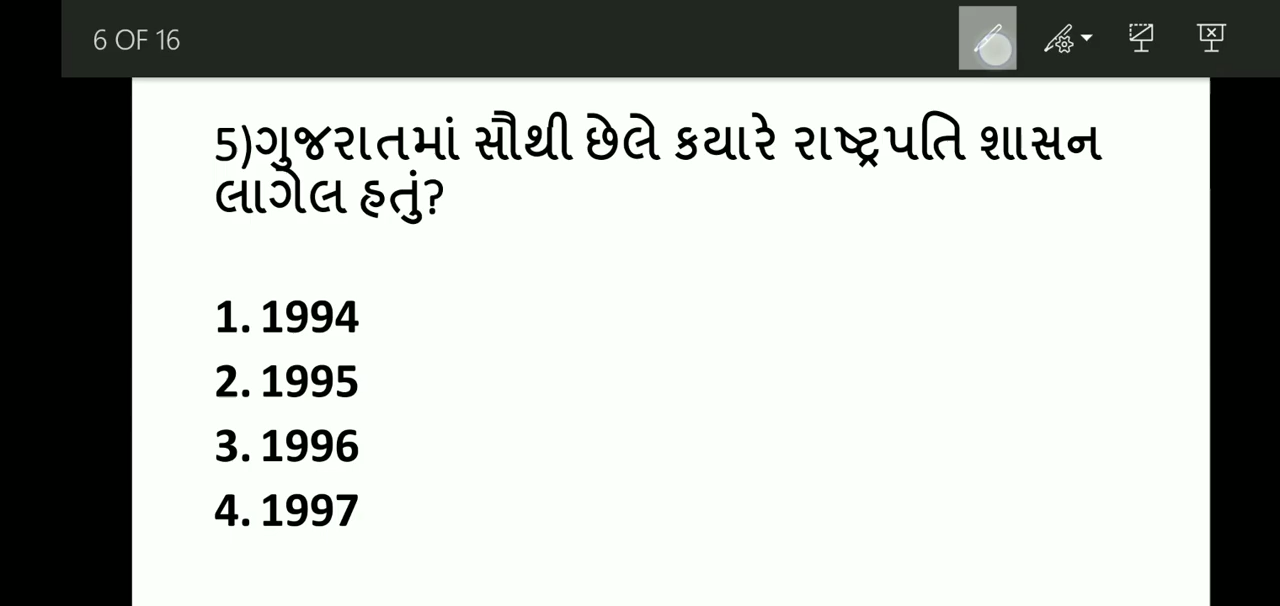 6 OF 16
5)ગુજરાતમાં સૌથી છેલે કયારે રાષ્ટ્રપતિ શાસન
લાગેલ હતું?
1. 1994
2. 1995
3. 1996
4. 1997